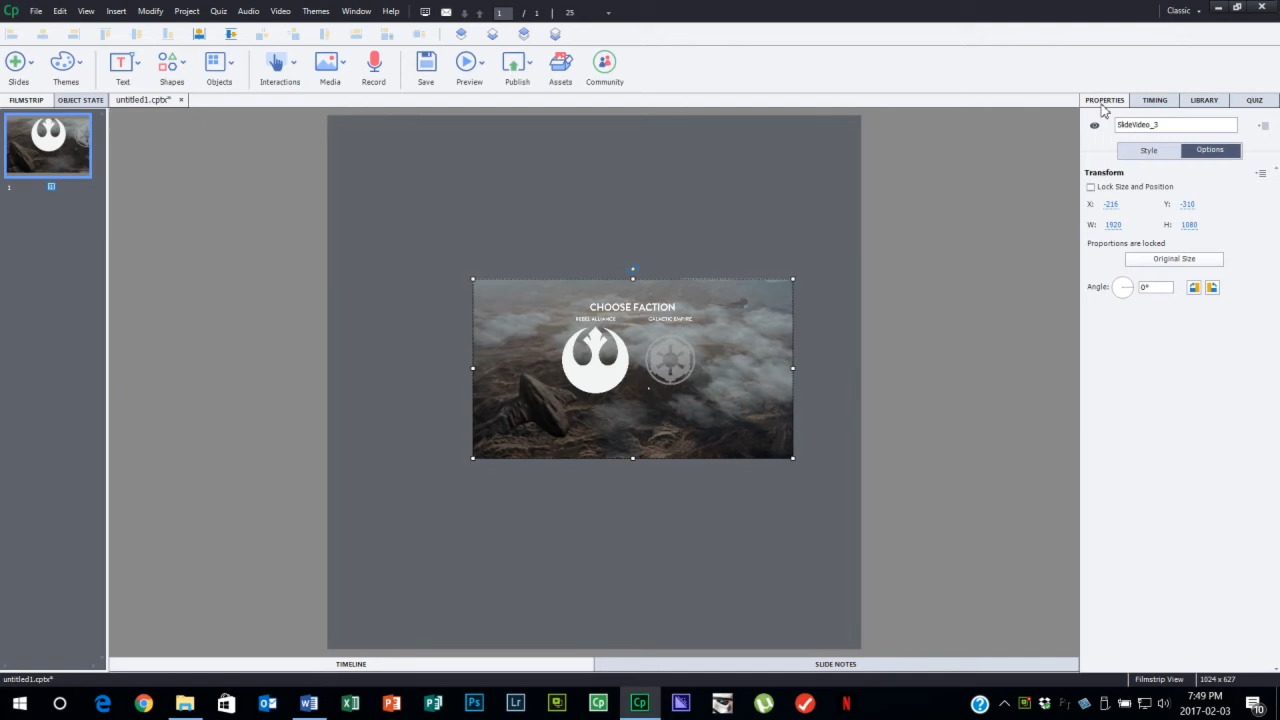 Cp File Edit View Insert Modify Project Quiz Audio Video Themes Window Help 1 / 1 25 Classic
Slides Themes Text Shapes Objects Interactions Media Record Save Preview Publish Assets Community
FILMSTRIP OBJECT STATE untitled1.cptx* × PROPERTIES TIMING LIBRARY QUIZ
SlideVideo_3
Style Options
Transform
Lock Size and Position
X: -216 Y: -310
W: 1920 H: 1080
Proportions are locked
Original Size
Angle: 0°
1
CHOOSE FACTION
REBEL ALLIANCE GALACTIC EMPIRE
TIMELINE SLIDE NOTES
untitled1.cptx* Filmstrip View 1024 x 627
7:49 PM
2017-02-03
10